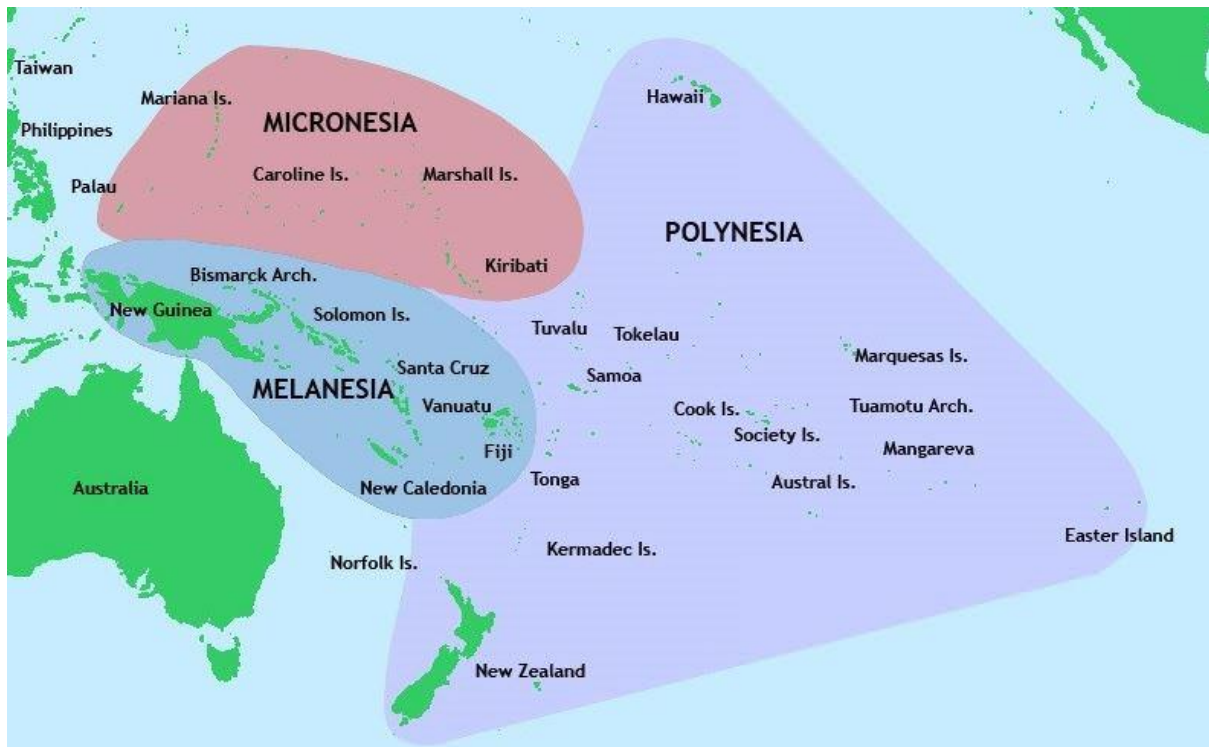 Taiwan
Hawaii
Mariana Is.
MICRONESIA
Philippines
Caroline Is.
Marshall Is.
Palau
POLYNESIA
Kiribati
Bismarck Arch.
New Guinea
Solomon Is.
Tuvalu
Tokelau
Marquesas Is.
Santa Cruz
Samoa
MELANESIA
Vanuatu
Cook Is.
Tuamotu Arch.
Society Is.
Fiji
Mangareva
Tonga
Austral Is.
Australia
New Caledonia
Easter Island
Kermadec Is.
Norfolk Is.
New Zealand